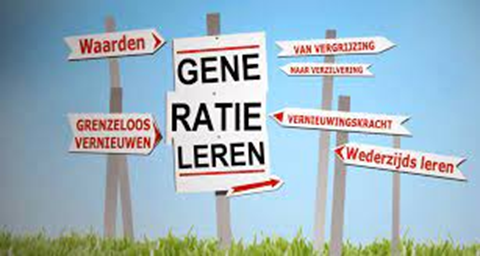 Waarden
GRENZELOOS
VERNIEUWEN
GENE
RATIE
LEREN
VAN VERGRIJZING
NAAR VERZILVERING
VERNIEUWINGSKRACHT
Wederzijds leren